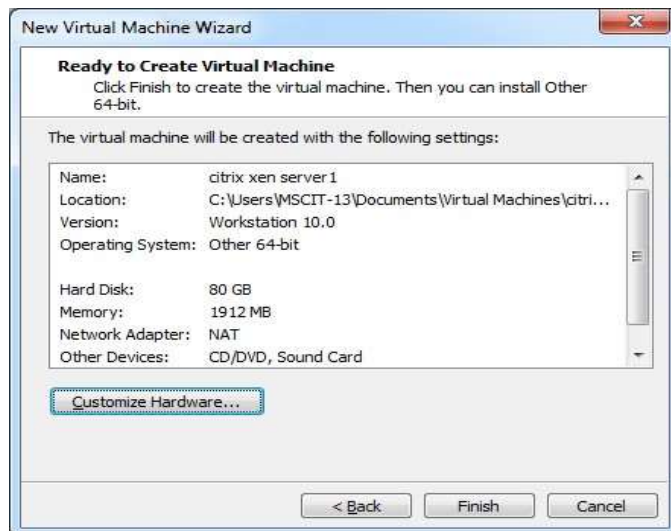 New Virtual Machine Wizard
Ready to Create Virtual Machine
Click Finish to create the virtual machine. Then you can install Other
64-bit.
The virtual machine will be created with the following settings:
Name: citrix xen server1
Location: C:\Users\MSCIT-13\Documents\Virtual Machines\citri...
Version: Workstation 10.0
Operating System: Other 64-bit
Hard Disk: 80 GB
Memory: 1912 MB
Network Adapter: NAT
Other Devices: CD/DVD, Sound Card
Customize Hardware...
< Back Finish Cancel